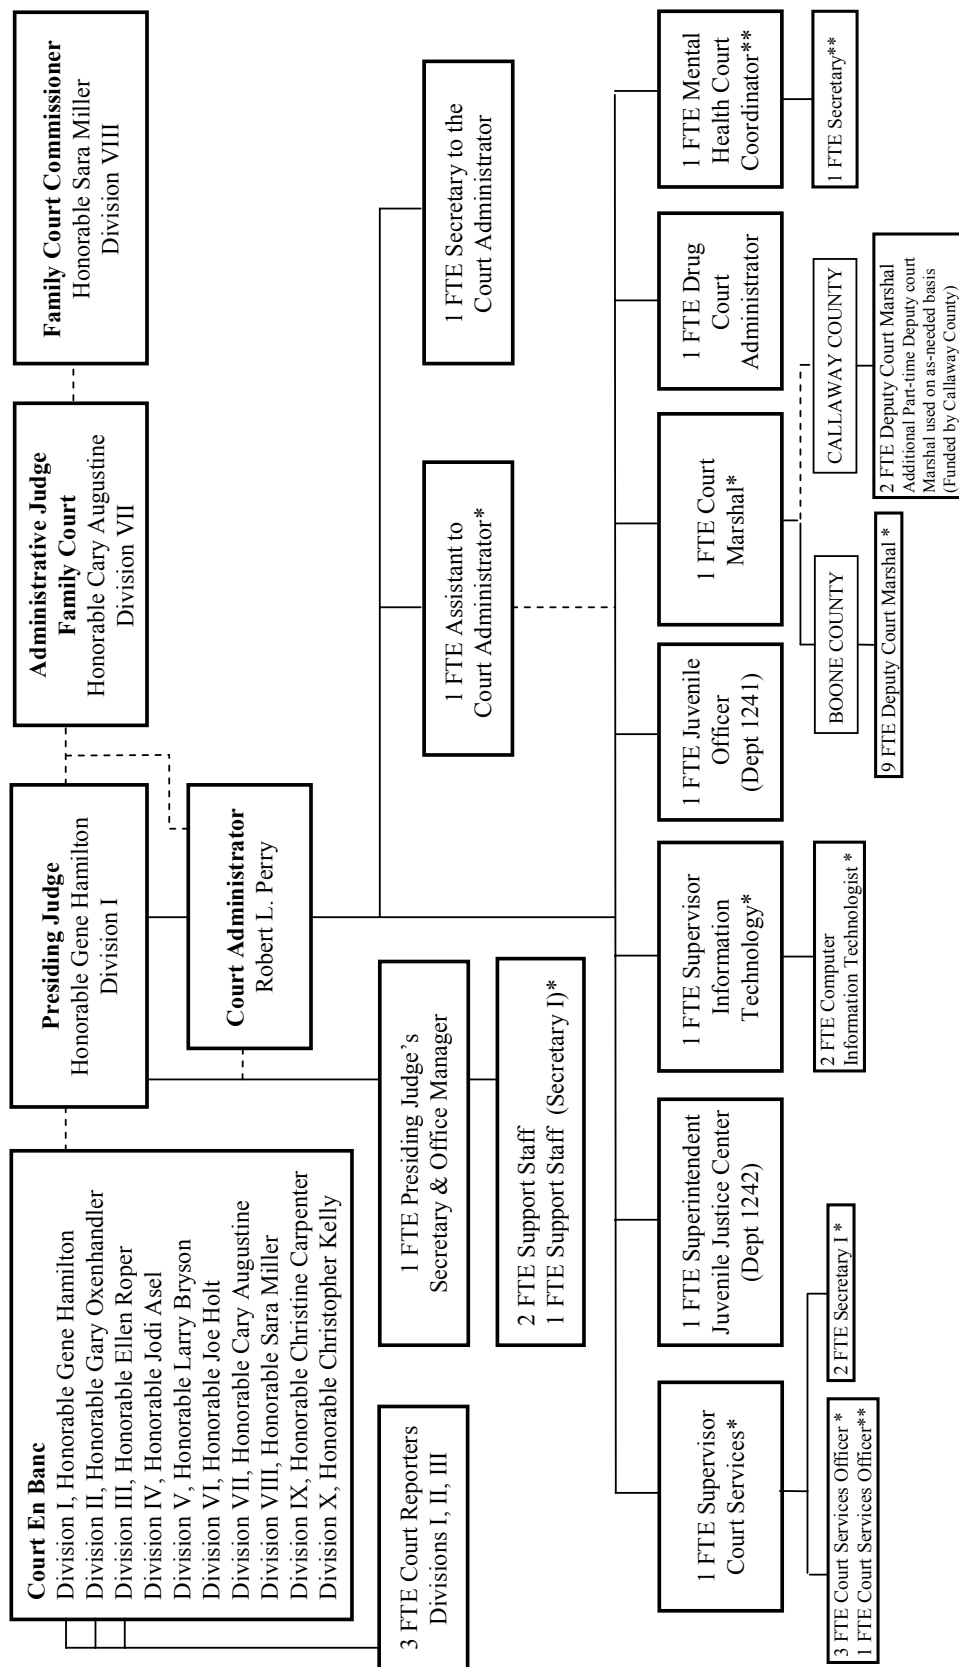 Court En Banc
Division I, Honorable Gene Hamilton
Division II, Honorable Gary Oxenhandler
Division III, Honorable Ellen Roper
Division IV, Honorable Jodi Asel
Division V, Honorable Larry Bryson
Division VI, Honorable Joe Holt
Division VII, Honorable Cary Augustine
Division VIII, Honorable Sara Miller
Division IX, Honorable Christine Carpenter
Division X, Honorable Christopher Kelly
Presiding Judge
Honorable Gene Hamilton
Division I
Administrative Judge
Family Court
Honorable Cary Augustine
Division VII
Family Court Commissioner
Honorable Sara Miller
Division VIII
Court Administrator
Robert L. Perry
3 FTE Court Reporters
Divisions I, II, III
1 FTE Presiding Judge's
Secretary & Office Manager
2 FTE Support Staff
1 FTE Support Staff (Secretary I)*
1 FTE Assistant to
Court Administrator*
1 FTE Secretary to the
Court Administrator
1 FTE Supervisor
Court Services*
1 FTE Superintendent
Juvenile Justice Center
(Dept 1242)
1 FTE Supervisor
Information
Technology*
1 FTE Juvenile
Officer
(Dept 1241)
1 FTE Court
Marshal*
1 FTE Drug
Court
Administrator
1 FTE Mental
Health Court
Coordinator**
3 FTE Court Services Officer *
1 FTE Court Services Officer**
2 FTE Secretary I *
2 FTE Computer
Information Technologist *
BOONE COUNTY
9 FTE Deputy Court Marshal *
CALLAWAY COUNTY
2 FTE Deputy Court Marshal
Additional Part-time Deputy court
Marshal used on as-needed basis
(Funded by Callaway County)
1 FTE Secretary**